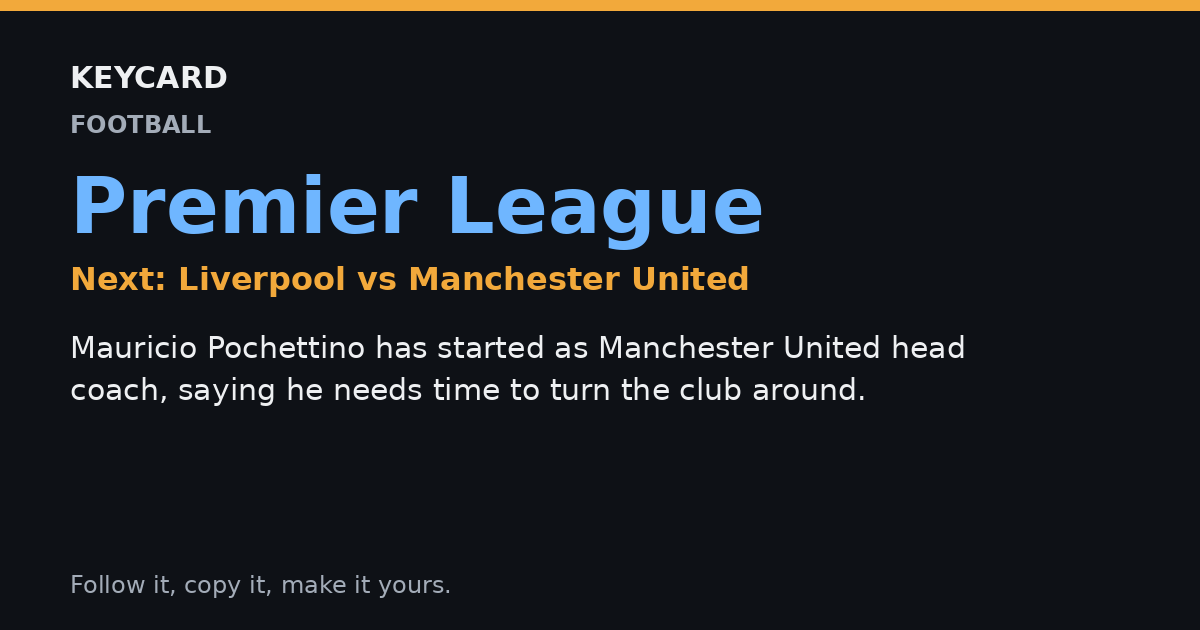 KEYCARD
FOOTBALL
Premier League
Next: Liverpool vs Manchester United
Mauricio Pochettino has started as Manchester United head
coach, saying he needs time to turn the club around.
Follow it, copy it, make it yours.